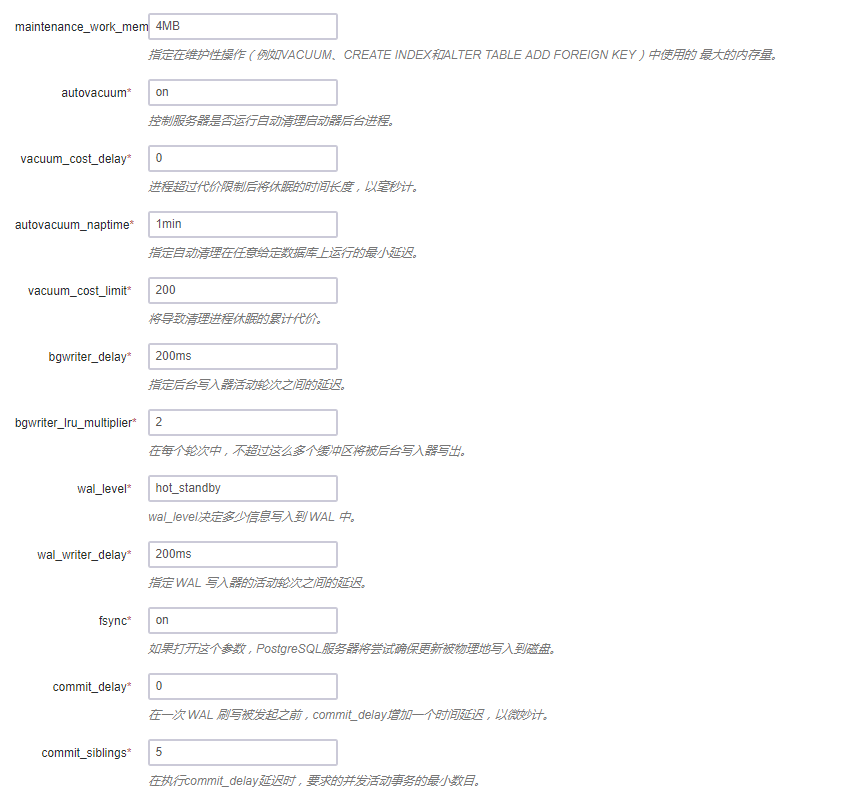 maintenance_work_mem 4MB
指定在维护性操作（例如VACUUM、CREATE INDEX和ALTER TABLE ADD FOREIGN KEY）中使用的 最大的内存量。
autovacuum* on
控制服务器是否运行自动清理启动器后台进程。
vacuum_cost_delay* 0
进程超过代价限制后将休眠的时间长度，以毫秒计。
autovacuum_naptime* 1min
指定自动清理在任意给定数据库上运行的最小延迟。
vacuum_cost_limit* 200
将导致清理进程休眠的累计代价。
bgwriter_delay* 200ms
指定后台写入器活动轮次之间的延迟。
bgwriter_lru_multiplier* 2
在每个轮次中，不超过这么多个缓冲区将被后台写入器写出。
wal_level* hot_standby
wal_level决定多少信息写入到 WAL 中。
wal_writer_delay* 200ms
指定 WAL 写入器的活动轮次之间的延迟。
fsync* on
如果打开这个参数，PostgreSQL服务器将尝试确保更新被物理地写入到磁盘。
commit_delay* 0
在一次 WAL 刷写被发起之前，commit_delay增加一个时间延迟，以微妙计。
commit_siblings* 5
在执行commit_delay延迟时，要求的并发活动事务的最小数目。